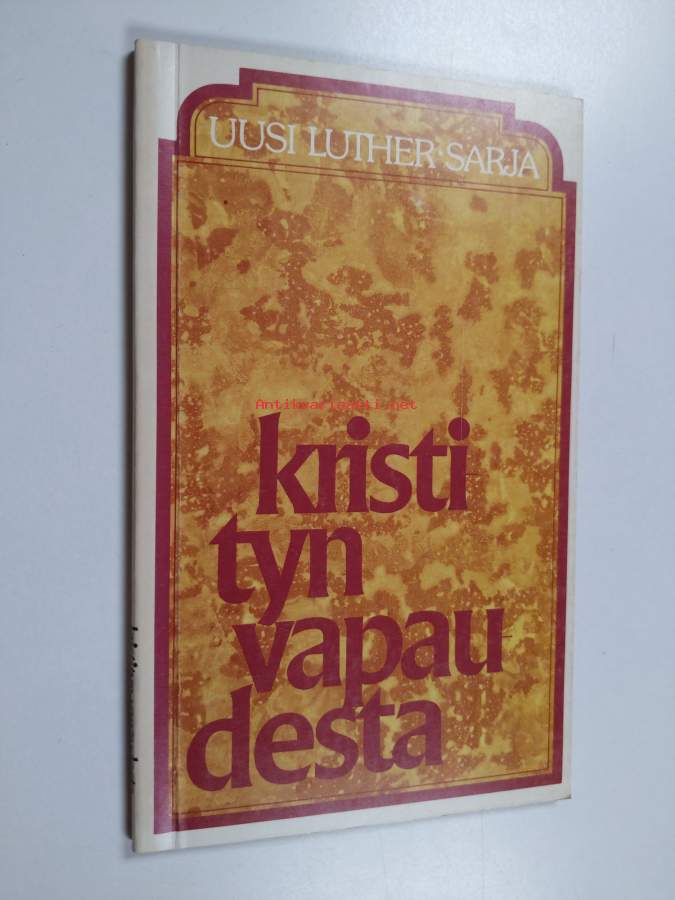 UUSI LUTHER-SARJA
Antikvariaatti.net
kristi-
tyn
vapau-
desta